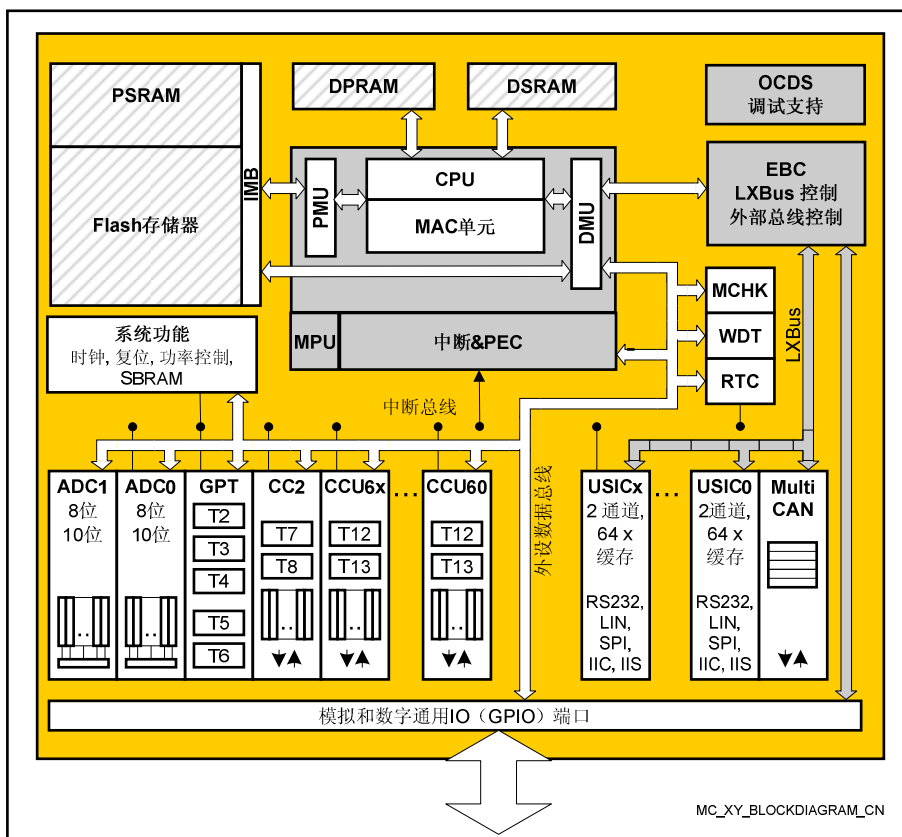 PSRAM
Flash存储器
IMB
DPRAM
DSRAM
OCDS
调试支持
PMU
CPU
MAC单元
DMU
EBC
LXBus 控制
外部总线控制
MPU
中断&PEC
MCHK
WDT
RTC
LXBus
系统功能
时钟, 复位, 功率控制,
SBRAM
中断总线
外设数据总线
ADC1
8位
10位
ADC0
8位
10位
GPT
T2
T3
T4
T5
T6
CC2
T7
T8
CCU6x
T12
T13
...
CCU60
T12
T13
USICx
2 通道,
64 x
缓存
RS232,
LIN,
SPI,
IIC, IIS
...
USIC0
2通道,
64 x
缓存
RS232,
LIN,
SPI,
IIC, IIS
Multi
CAN
模拟和数字通用IO（GPIO）端口
MC_XY_BLOCKDIAGRAM_CN